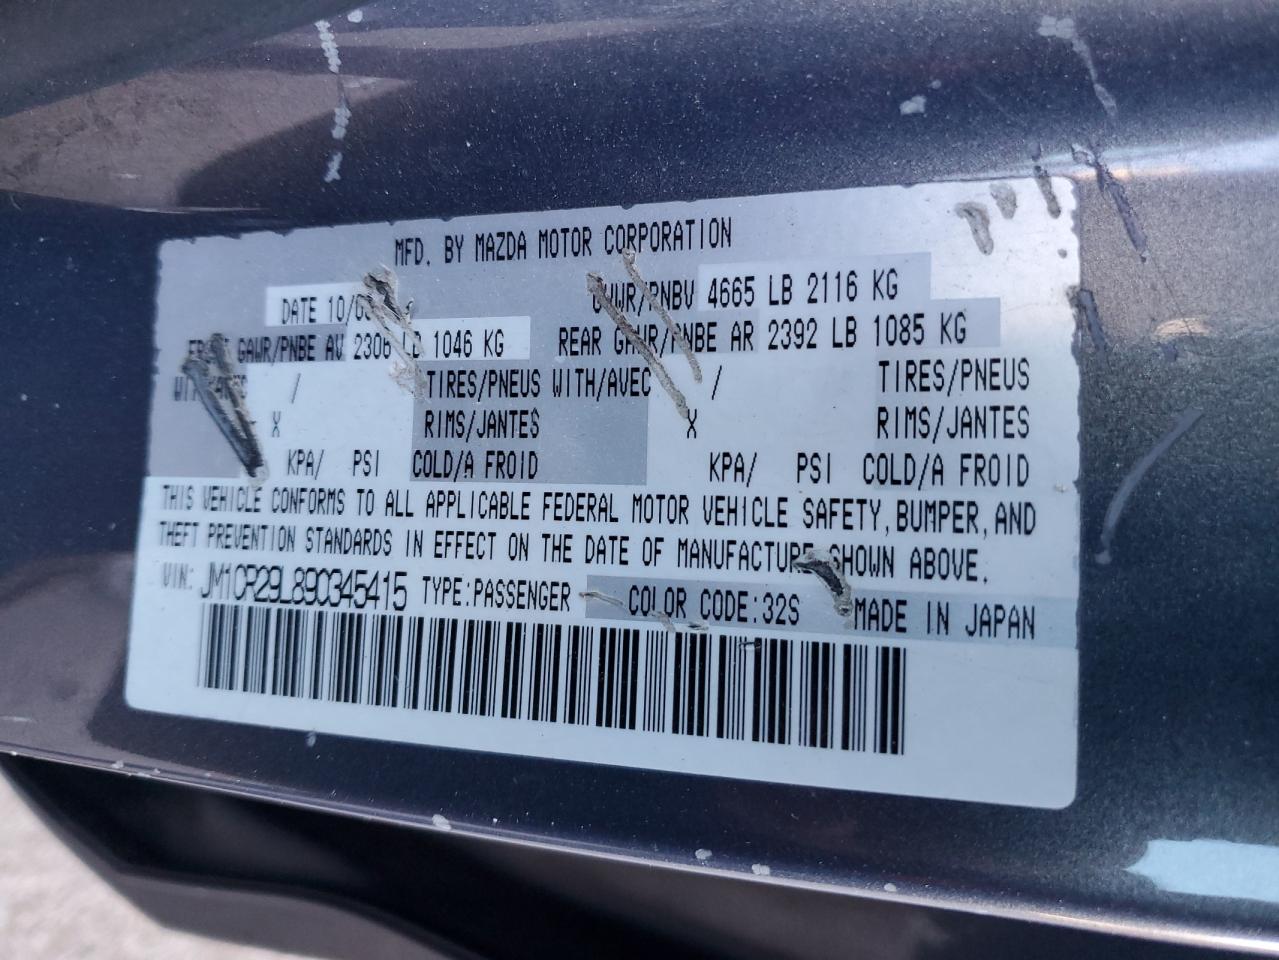 MFD. BY MAZDA MOTOR CORPORATION
DATE 10/ GVWR/PNBV 4665 LB 2116 KG
FRONT GAWR/PNBE AV 2306 LB 1046 KG REAR GAWR/PNBE AR 2392 LB 1085 KG
WITH/AVEC / TIRES/PNEUS WITH/AVEC / TIRES/PNEUS
X RIMS/JANTES X RIMS/JANTES
KPA/ PSI COLD/A FROID KPA/ PSI COLD/A FROID
THIS VEHICLE CONFORMS TO ALL APPLICABLE FEDERAL MOTOR VEHICLE SAFETY, BUMPER, AND
THEFT PREVENTION STANDARDS IN EFFECT ON THE DATE OF MANUFACTURE SHOWN ABOVE.
VIN: JM1CR29L890345415 TYPE:PASSENGER COLOR CODE:32S MADE IN JAPAN